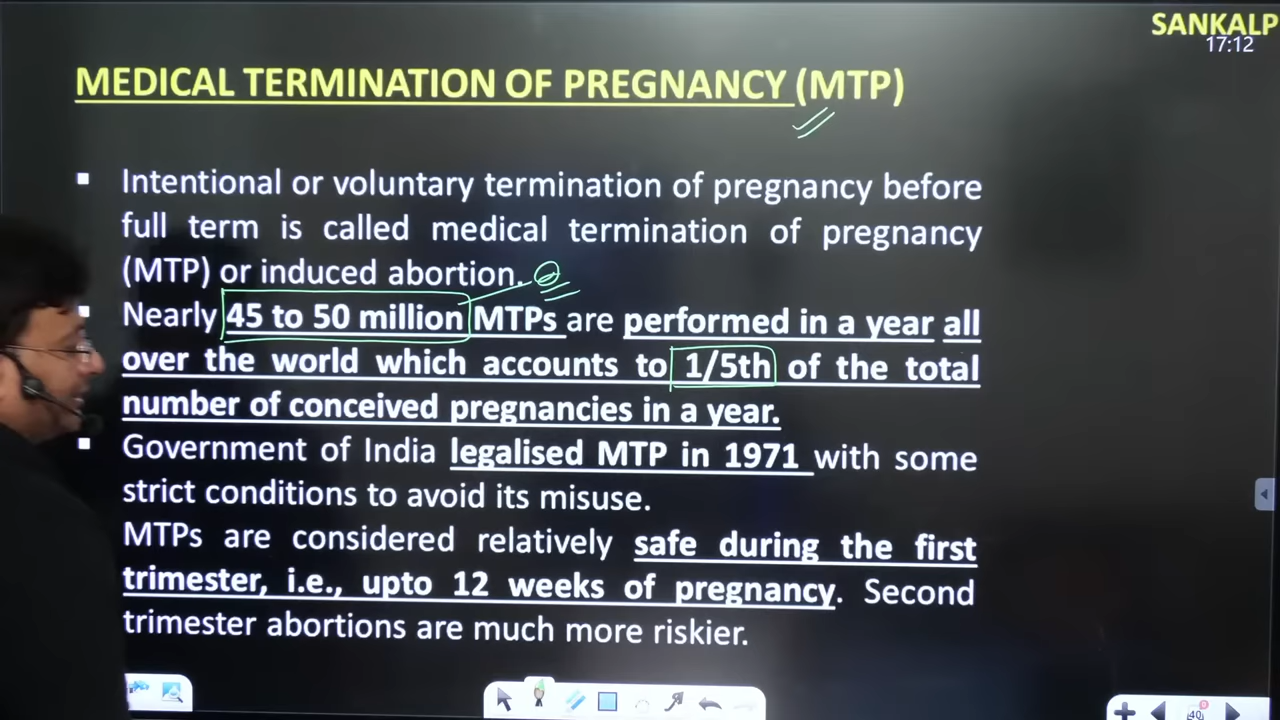 SANKALP
17:12
MEDICAL TERMINATION OF PREGNANCY (MTP)
▪ Intentional or voluntary termination of pregnancy before
full term is called medical termination of pregnancy
(MTP) or induced abortion.
▪ Nearly 45 to 50 million MTPs are performed in a year all
over the world which accounts to 1/5th of the total
number of conceived pregnancies in a year.
▪ Government of India legalised MTP in 1971 with some
strict conditions to avoid its misuse.
MTPs are considered relatively safe during the first
trimester, i.e., upto 12 weeks of pregnancy. Second
trimester abortions are much more riskier.
40